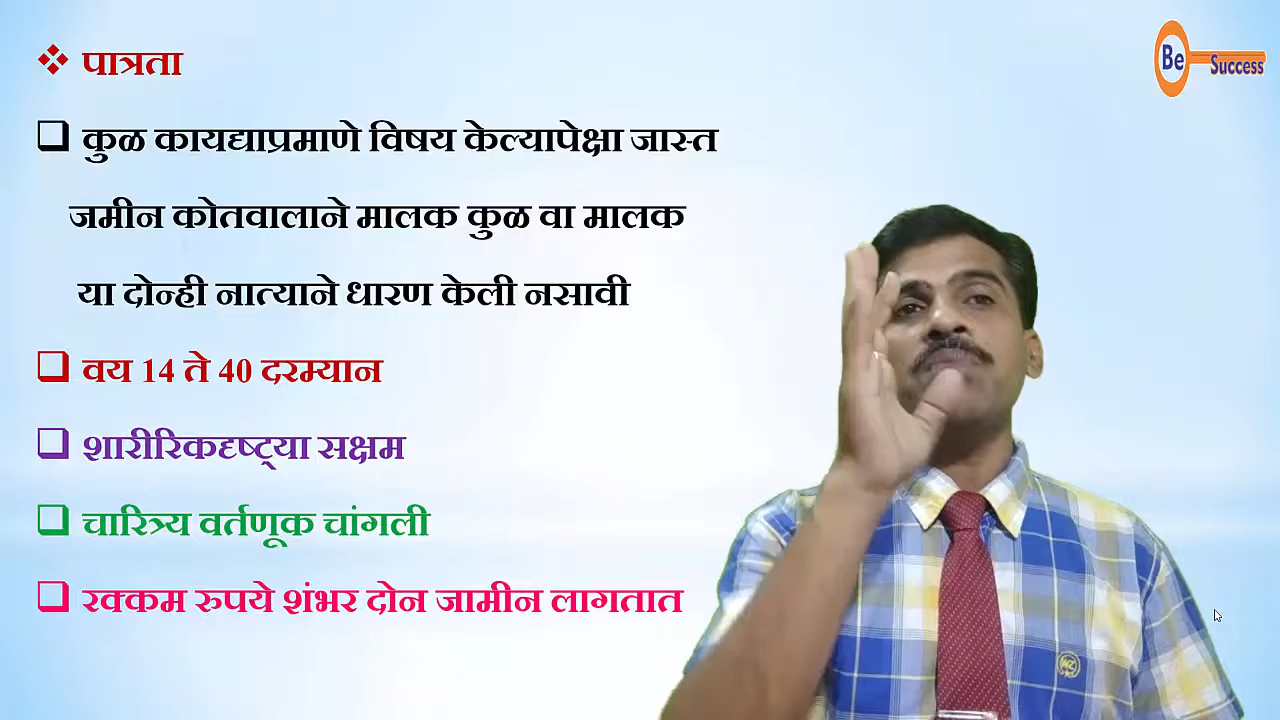 पात्रता
Be Success
कुळ कायद्याप्रमाणे विषय केल्यापेक्षा जास्त
जमीन कोतवालाने मालक कुळ वा मालक
या दोन्ही नात्याने धारण केली नसावी
वय 14 ते 40 दरम्यान
शारीरिकदृष्ट्या सक्षम
चारित्र्य वर्तणूक चांगली
रक्कम रुपये शंभर दोन जामीन लागतात